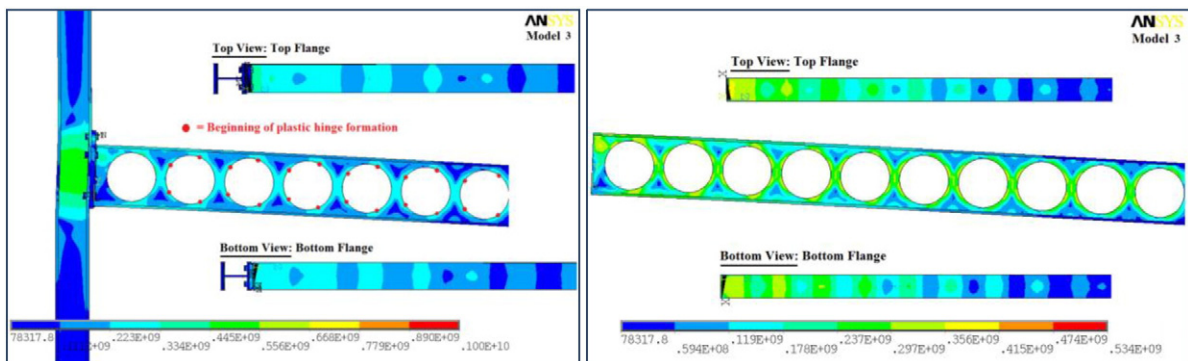 ANSYS
Model 3
Top View: Top Flange
= Beginning of plastic hinge formation
Bottom View: Bottom Flange
78317.8 .223E+09 .445E+09 .668E+09 .890E+09
.334E+09 .556E+09 .779E+09 .100E+10
ANSYS
Model 3
Top View: Top Flange
Bottom View: Bottom Flange
78317.8 .119E+09 .237E+09 .356E+09 .474E+09
.594E+08 .178E+09 .297E+09 .415E+09 .534E+09